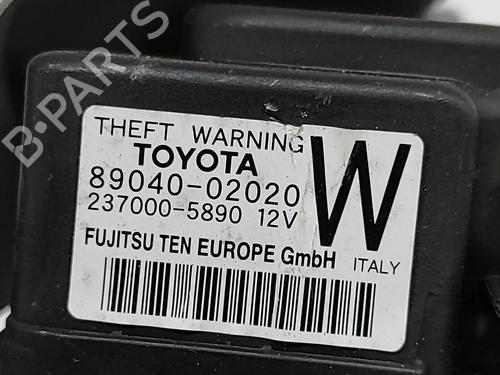 B-PARTS
THEFT WARNING
TOYOTA
W
89040-02020
237000-5890 12V
FUJITSU TEN EUROPE GmbH
ITALY